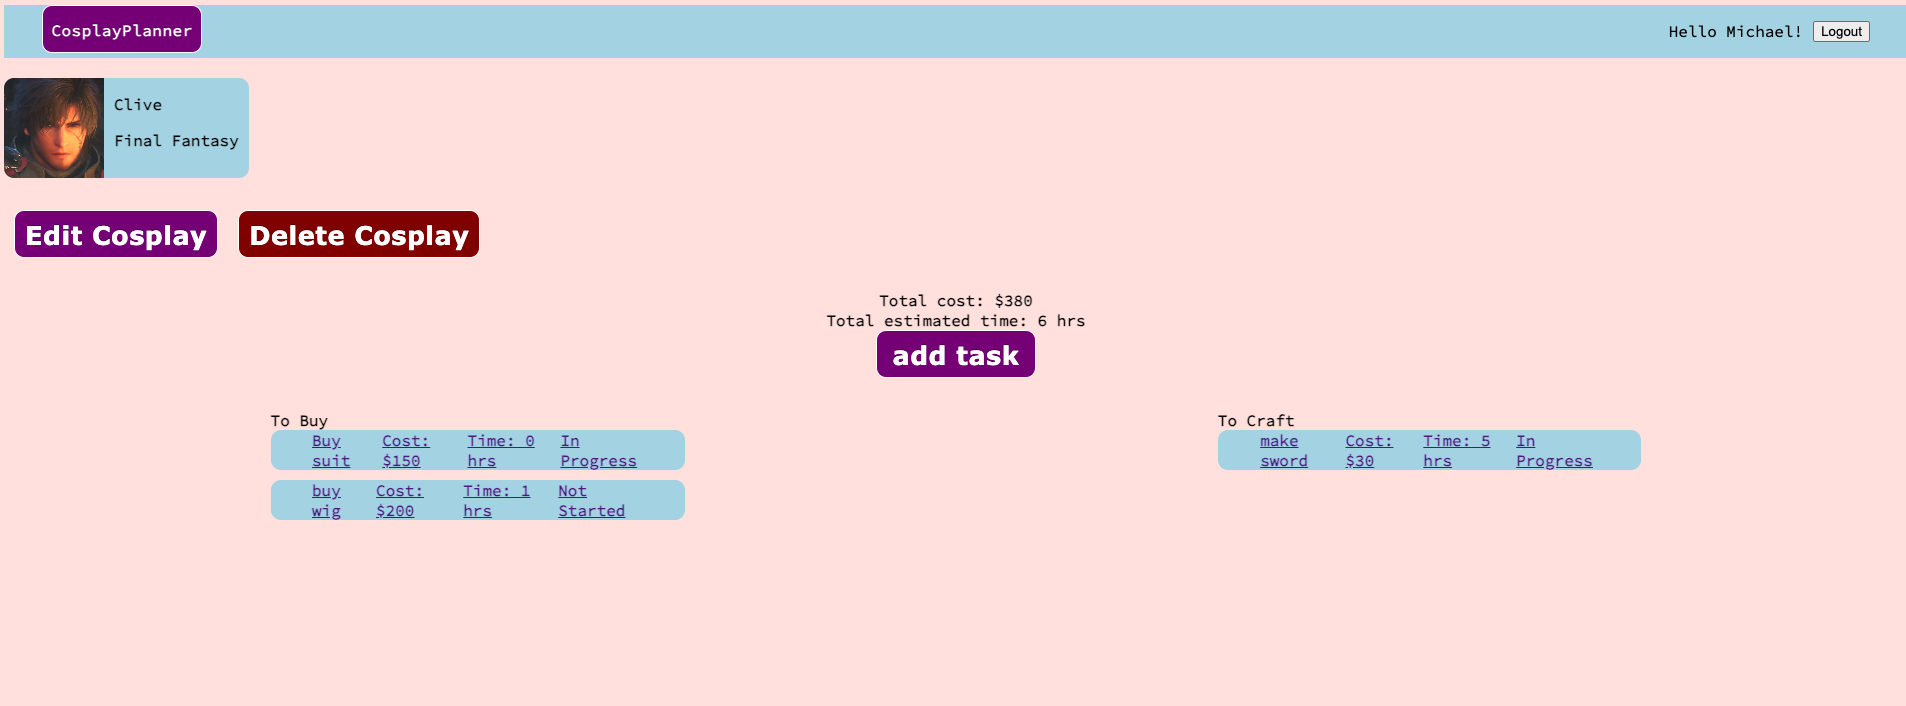 CosplayPlanner
Hello Michael! Logout
Clive
Final Fantasy
Edit Cosplay Delete Cosplay
Total cost: $380
Total estimated time: 6 hrs
add task
To Buy
Buy Cost: Time: 0 In
suit $150 hrs Progress
buy Cost: Time: 1 Not
wig $200 hrs Started
To Craft
make Cost: Time: 5 In
sword $30 hrs Progress